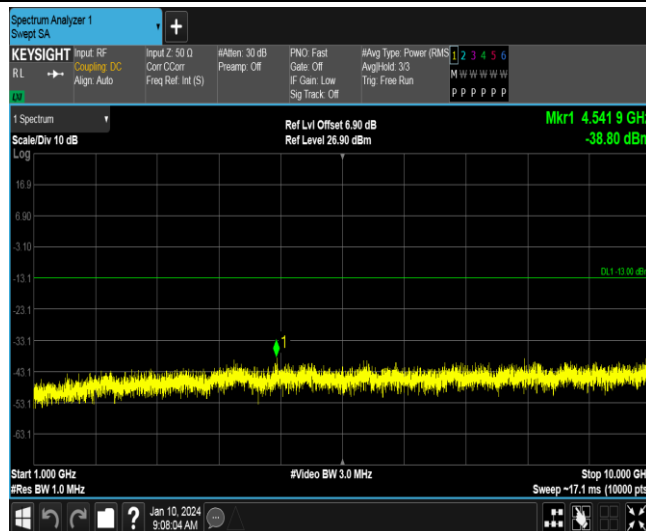 Spectrum Analyzer 1
Swept SA
+
KEYSIGHT
RL
Input: RF
Coupling: DC
Align: Auto
Input Z: 50 Ω
Corr CCorr
Freq Ref: Int (S)
#Atten: 30 dB
Preamp: Off
PNO: Fast
Gate: Off
IF Gain: Low
Sig Track: Off
#Avg Type: Power (RMS
Avg|Hold: 3/3
Trig: Free Run
1 2 3 4 5 6
M W W W W W
P P P P P P
1 Spectrum
Scale/Div 10 dB
Ref Lvl Offset 6.90 dB
Ref Level 26.90 dBm
Mkr1 4.541 9 GHz
-38.80 dBm
Log
16.9
6.90
-3.10
-13.1
DL1 -13.00 dBm
-23.1
-33.1
1
-43.1
-53.1
-63.1
Start 1.000 GHz
#Res BW 1.0 MHz
#Video BW 3.0 MHz
Stop 10.000 GHz
Sweep ~17.1 ms (10000 pts
?
Jan 10, 2024
9:08:04 AM